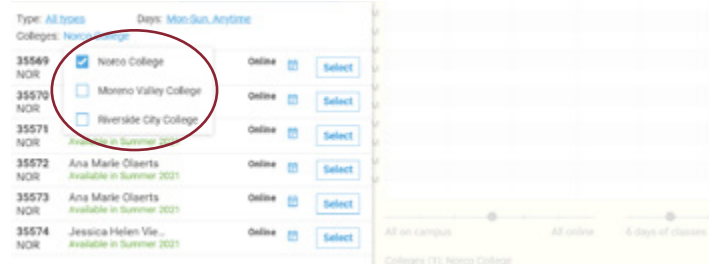 Type: All types Days: Mon-Sun, Anytime
Colleges: Norco College
35569 Norco College Online Select
NOR
Moreno Valley College
35570 Online Select
NOR
Riverside City College
35571 Online Select
NOR Available in Summer 2021
35572 Ana Marie Olaerts Online Select
NOR Available in Summer 2021
35573 Ana Marie Olaerts Online Select
NOR Available in Summer 2021
35574 Jessica Helen Vie... Online Select
NOR Available in Summer 2021
All on campus All online 6 days of classes
Colleges (1): Norco College